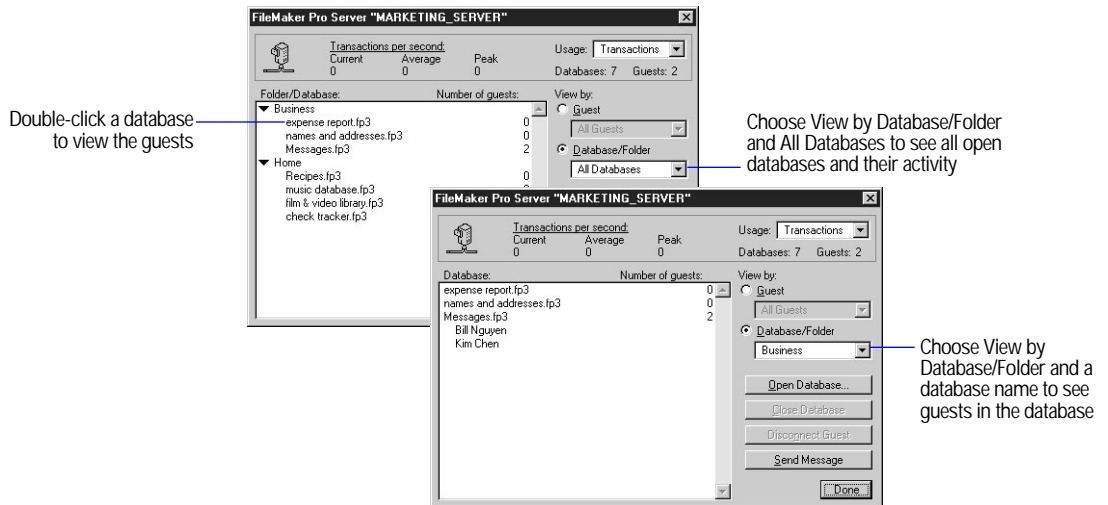 FileMaker Pro Server "MARKETING_SERVER"
Transactions per second:
Current Average Peak
0 0 0
Usage: Transactions
Databases: 7 Guests: 2
Folder/Database: Number of guests:
Business
expense report.fp3 0
names and addresses.fp3 0
Messages.fp3 2
Home
Recipes.fp3 0
music database.fp3
film & video library.fp3
check tracker.fp3
View by:
Guest
All Guests
Database/Folder
All Databases
Double-click a database
to view the guests
Choose View by Database/Folder
and All Databases to see all open
databases and their activity
FileMaker Pro Server "MARKETING_SERVER"
Transactions per second:
Current Average Peak
0 0 0
Usage: Transactions
Databases: 7 Guests: 2
Database: Number of guests:
expense report.fp3 0
names and addresses.fp3 0
Messages.fp3 2
Bill Nguyen
Kim Chen
View by:
Guest
All Guests
Database/Folder
Business
Open Database...
Close Database
Disconnect Guest
Send Message
Done
Choose View by
Database/Folder and a
database name to see
guests in the database